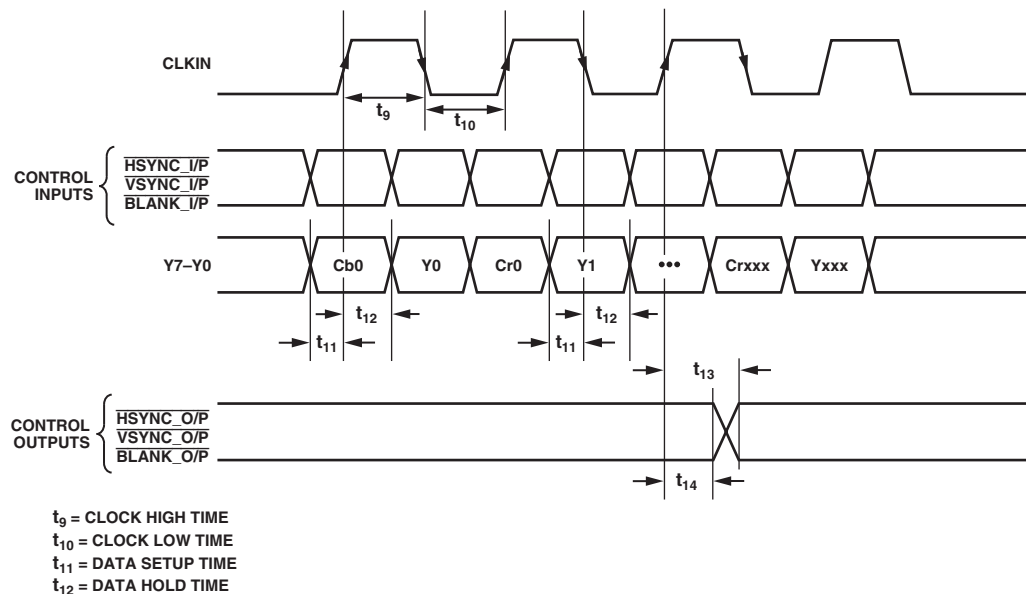 CLKIN
t9
t10
CONTROL INPUTS
HSYNC_I/P
VSYNC_I/P
BLANK_I/P
Y7–Y0
Cb0 Y0 Cr0 Y1 ••• Crxxx Yxxx
t12 t12
t11 t11
t13
CONTROL OUTPUTS
HSYNC_O/P
VSYNC_O/P
BLANK_O/P
t14
t9 = CLOCK HIGH TIME
t10 = CLOCK LOW TIME
t11 = DATA SETUP TIME
t12 = DATA HOLD TIME